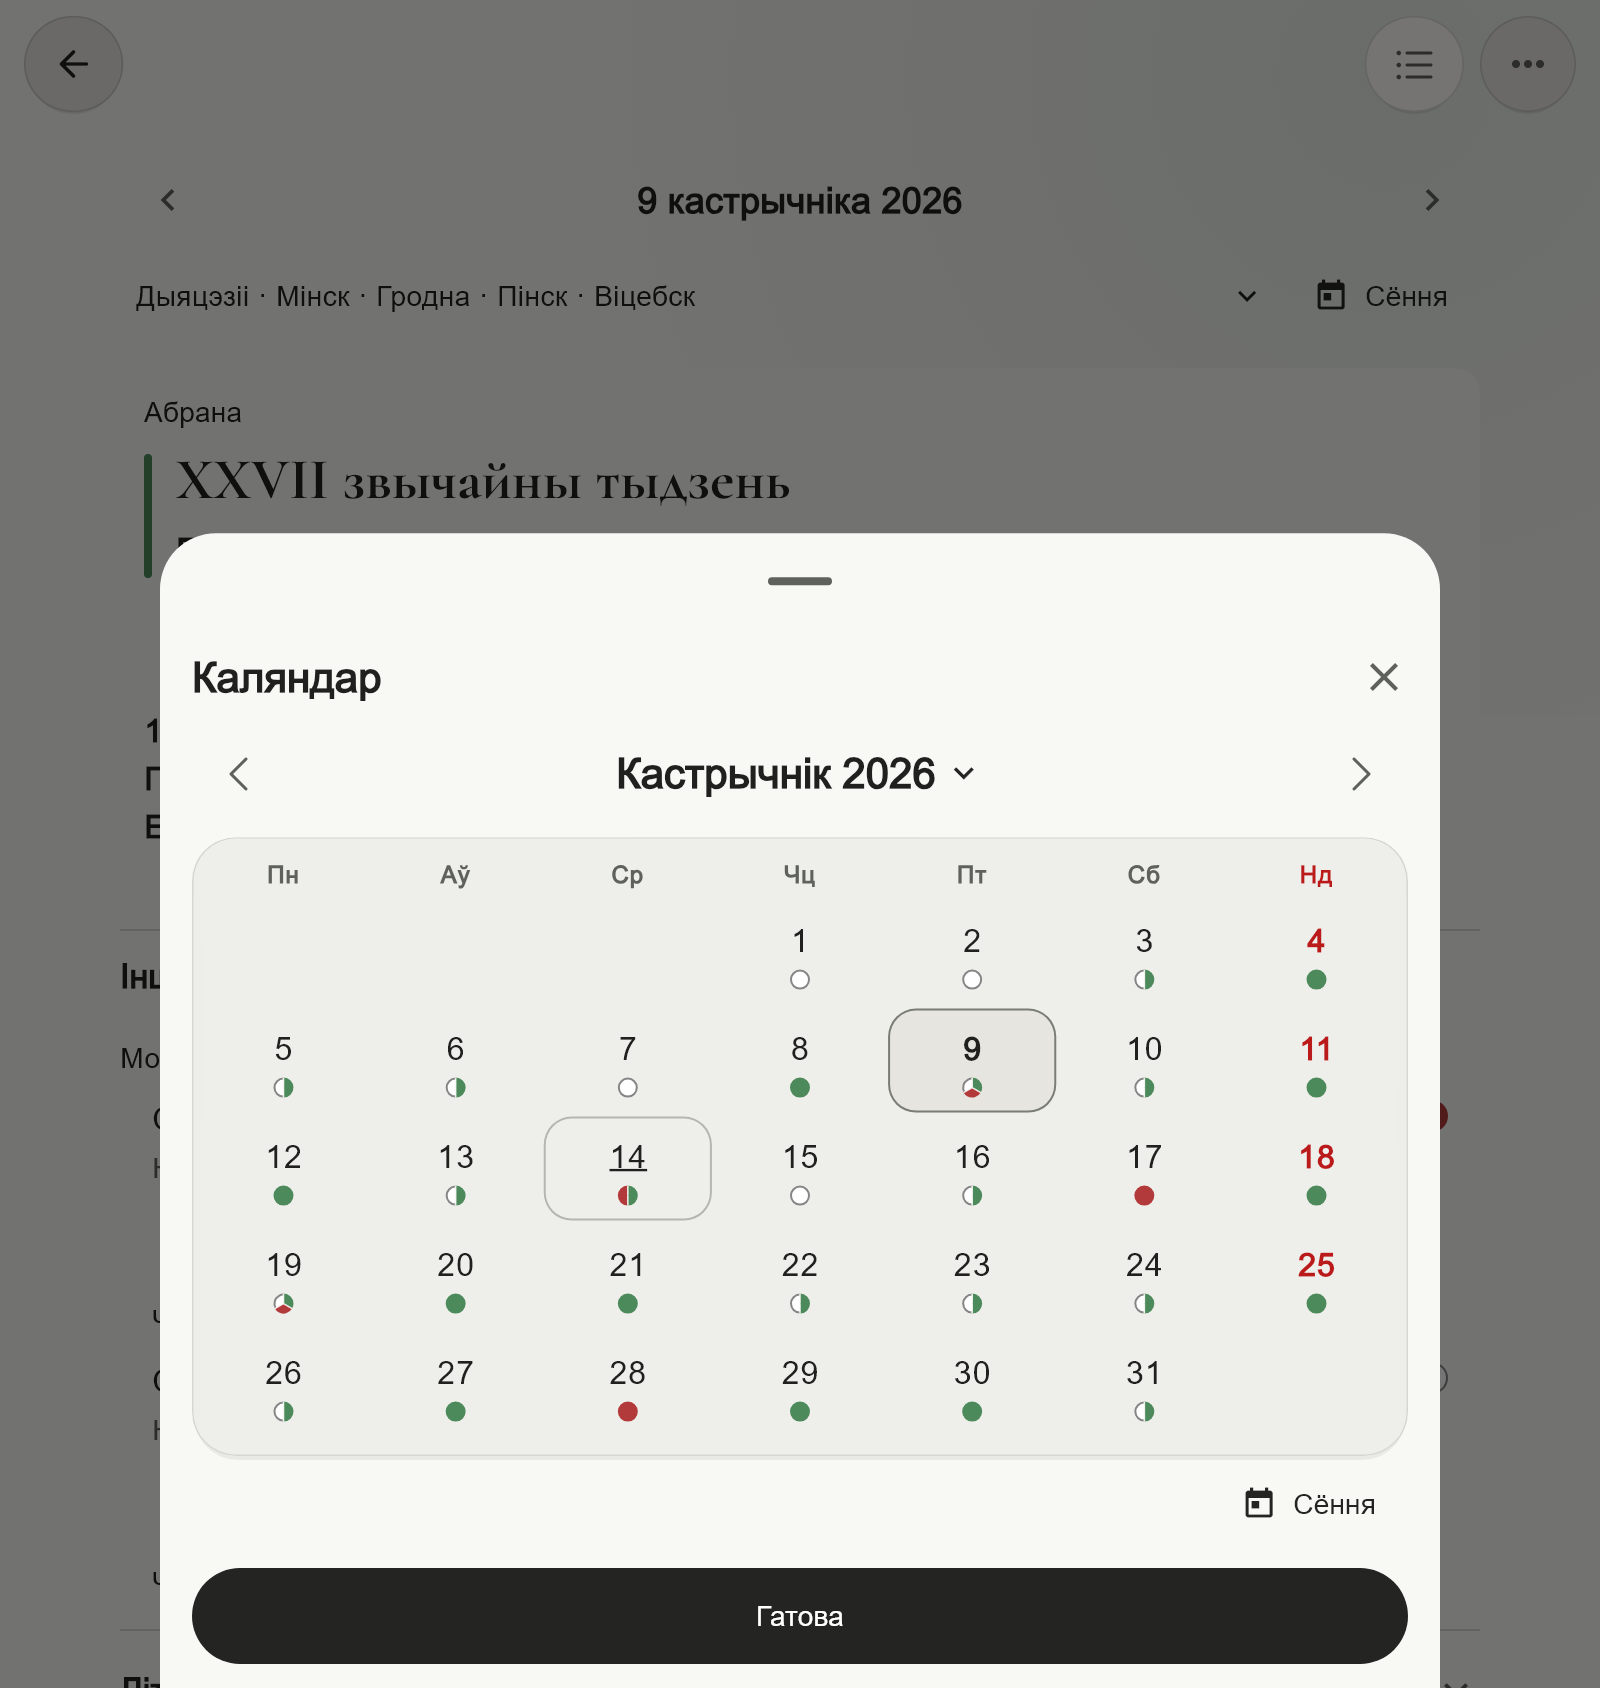 9 кастрычніка 2026
Дыяцэзіі · Мінск · Гродна · Пінск · Віцебск
Сёння
Абрана
XXVII звычайны тыдзень
Каляндар
Кастрычнік 2026
Пн Аў Ср Чц Пт Сб Нд
1 2 3 4
5 6 7 8 9 10 11
12 13 14 15 16 17 18
19 20 21 22 23 24 25
26 27 28 29 30 31
Сёння
Гатова